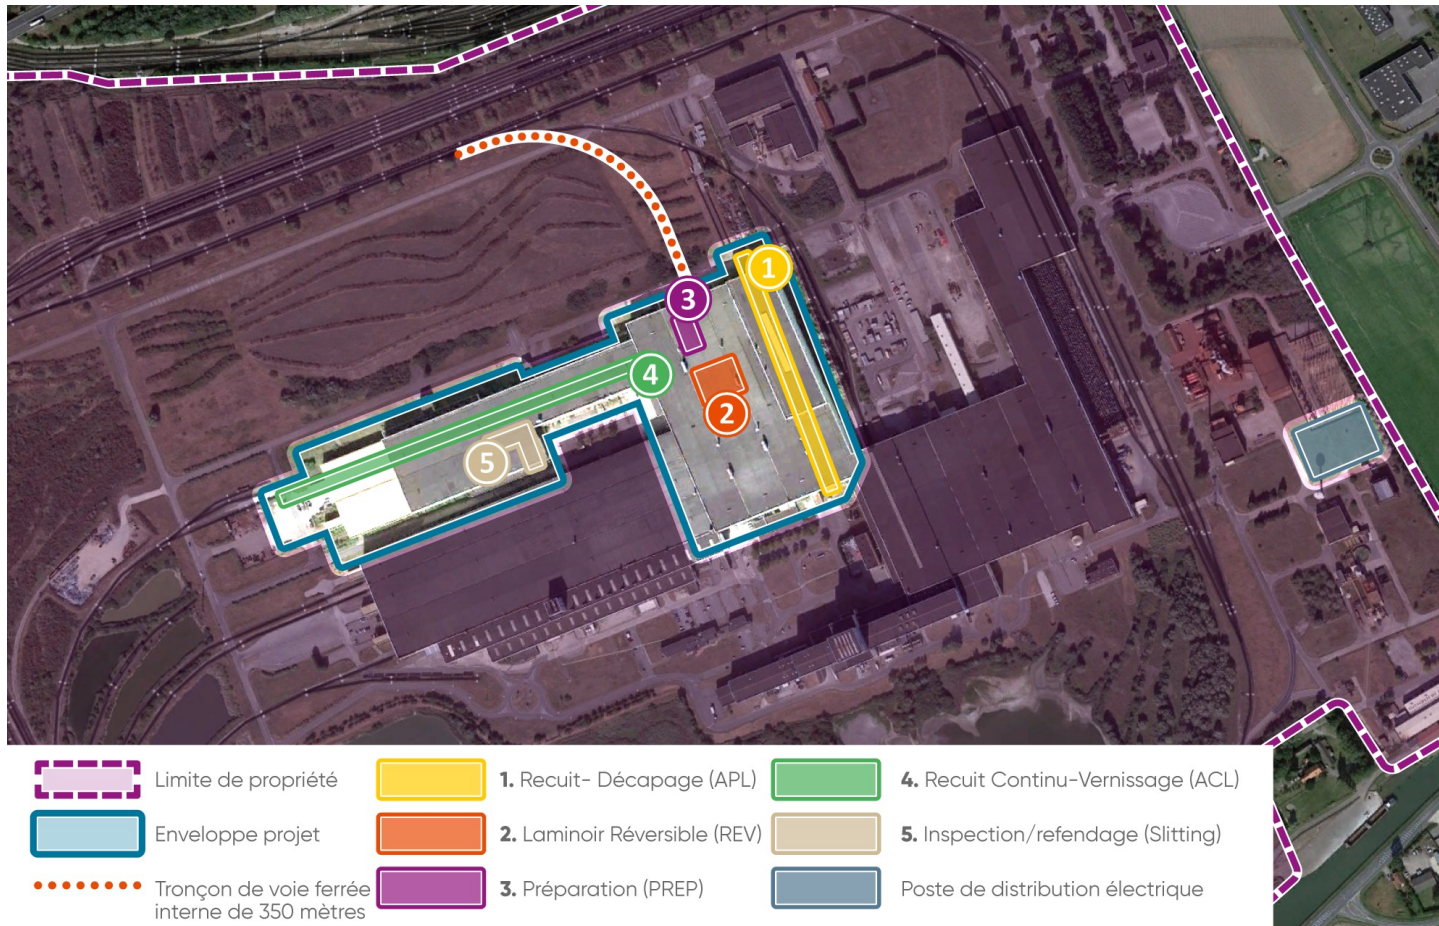 1
3
4
2
5
Limite de propriété
Enveloppe projet
Tronçon de voie ferrée
interne de 350 mètres
1. Recuit- Décapage (APL)
2. Laminoir Réversible (REV)
3. Préparation (PREP)
4. Recuit Continu-Vernissage (ACL)
5. Inspection/refendage (Slitting)
Poste de distribution électrique